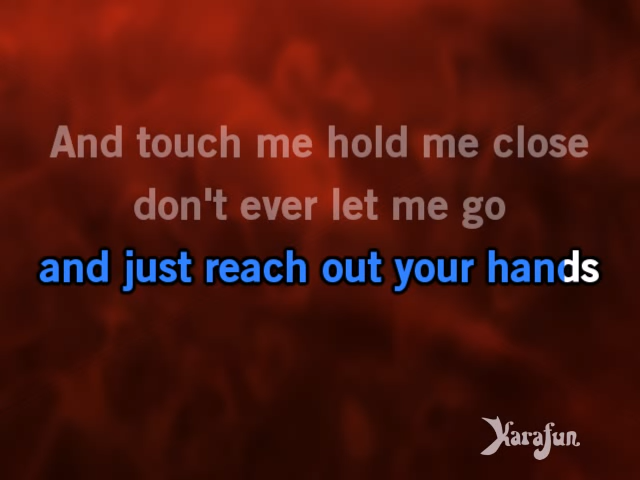 And touch me hold me close
don't ever let me go
and just reach out your hands
Karafun